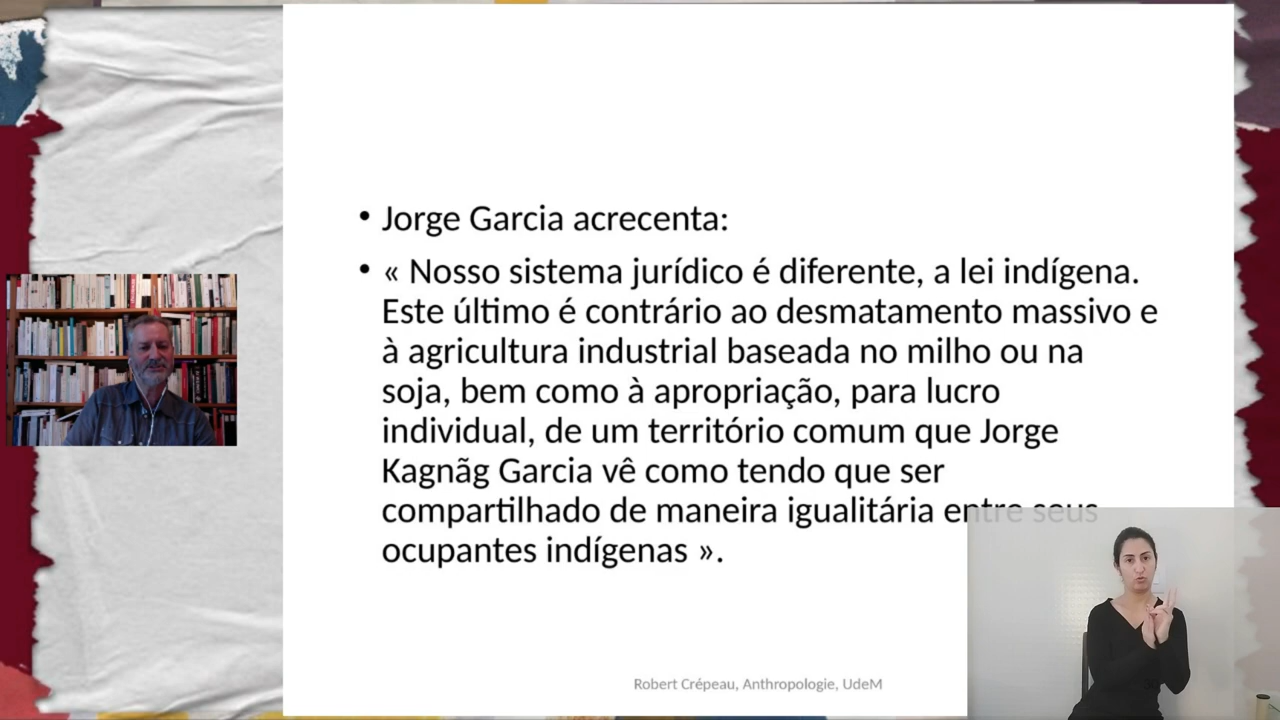 • Jorge Garcia acrecenta:
• « Nosso sistema jurídico é diferente, a lei indígena.
Este último é contrário ao desmatamento massivo e
à agricultura industrial baseada no milho ou na
soja, bem como à apropriação, para lucro
individual, de um território comum que Jorge
Kagnãg Garcia vê como tendo que ser
compartilhado de maneira igualitária entre seus
ocupantes indígenas ».
Robert Crépeau, Anthropologie, UdeM